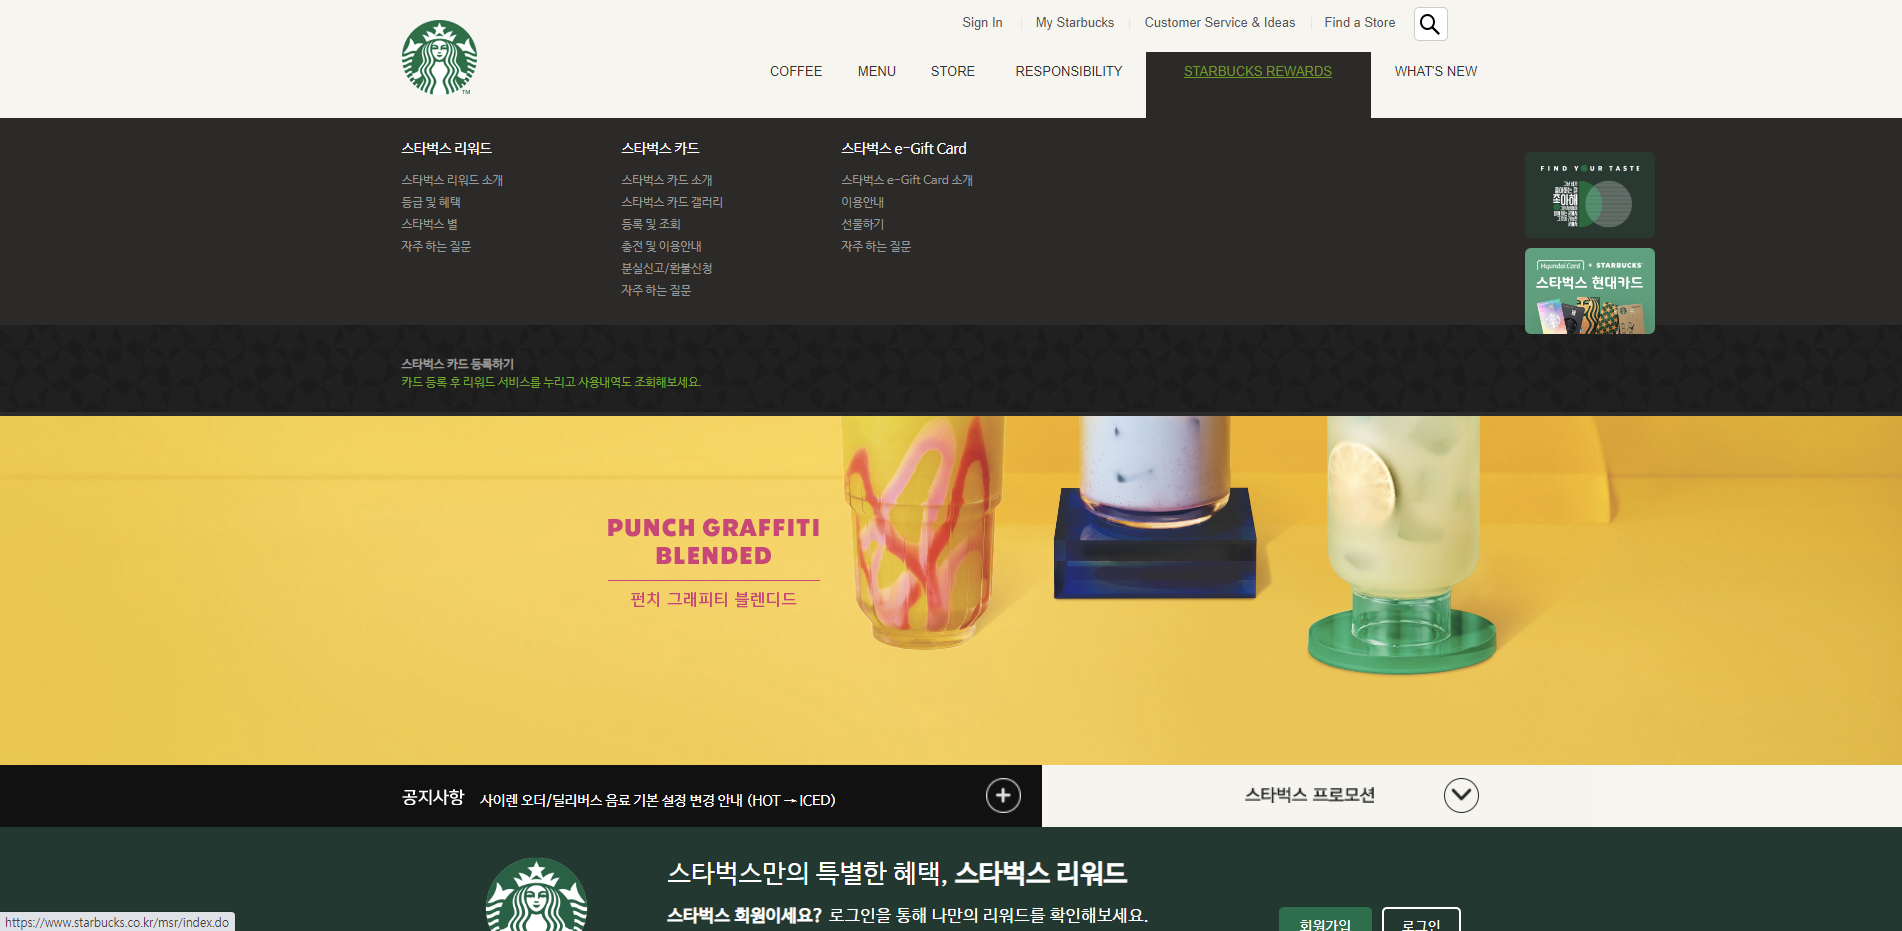 Sign In
My Starbucks
Customer Service & Ideas
Find a Store
COFFEE
MENU
STORE
RESPONSIBILITY
STARBUCKS REWARDS
WHAT'S NEW
TM
스타벅스 리워드
스타벅스 리워드 소개
등급 및 혜택
스타벅스 별
자주 하는 질문
스타벅스 카드
스타벅스 카드 소개
스타벅스 카드 갤러리
등록 및 조회
충전 및 이용안내
분실신고/환불신청
자주 하는 질문
스타벅스 e-Gift Card
스타벅스 e-Gift Card 소개
이용안내
선물하기
자주 하는 질문
FIND YOUR TASTE
좋아해
Hyundai Card + STARBUCKS
스타벅스 현대카드
스타벅스 카드 등록하기
카드 등록 후 리워드 서비스를 누리고 사용내역도 조회해보세요.
PUNCH GRAFFITI
BLENDED
펀치 그래피티 블렌디드
공지사항
사이렌 오더/딜리버스 음료 기본 설정 변경 안내 (HOT → ICED)
스타벅스 프로모션
스타벅스만의 특별한 혜택, 스타벅스 리워드
스타벅스 회원이세요? 로그인을 통해 나만의 리워드를 확인해보세요.
회원가입
로그인
https://www.starbucks.co.kr/msr/index.do